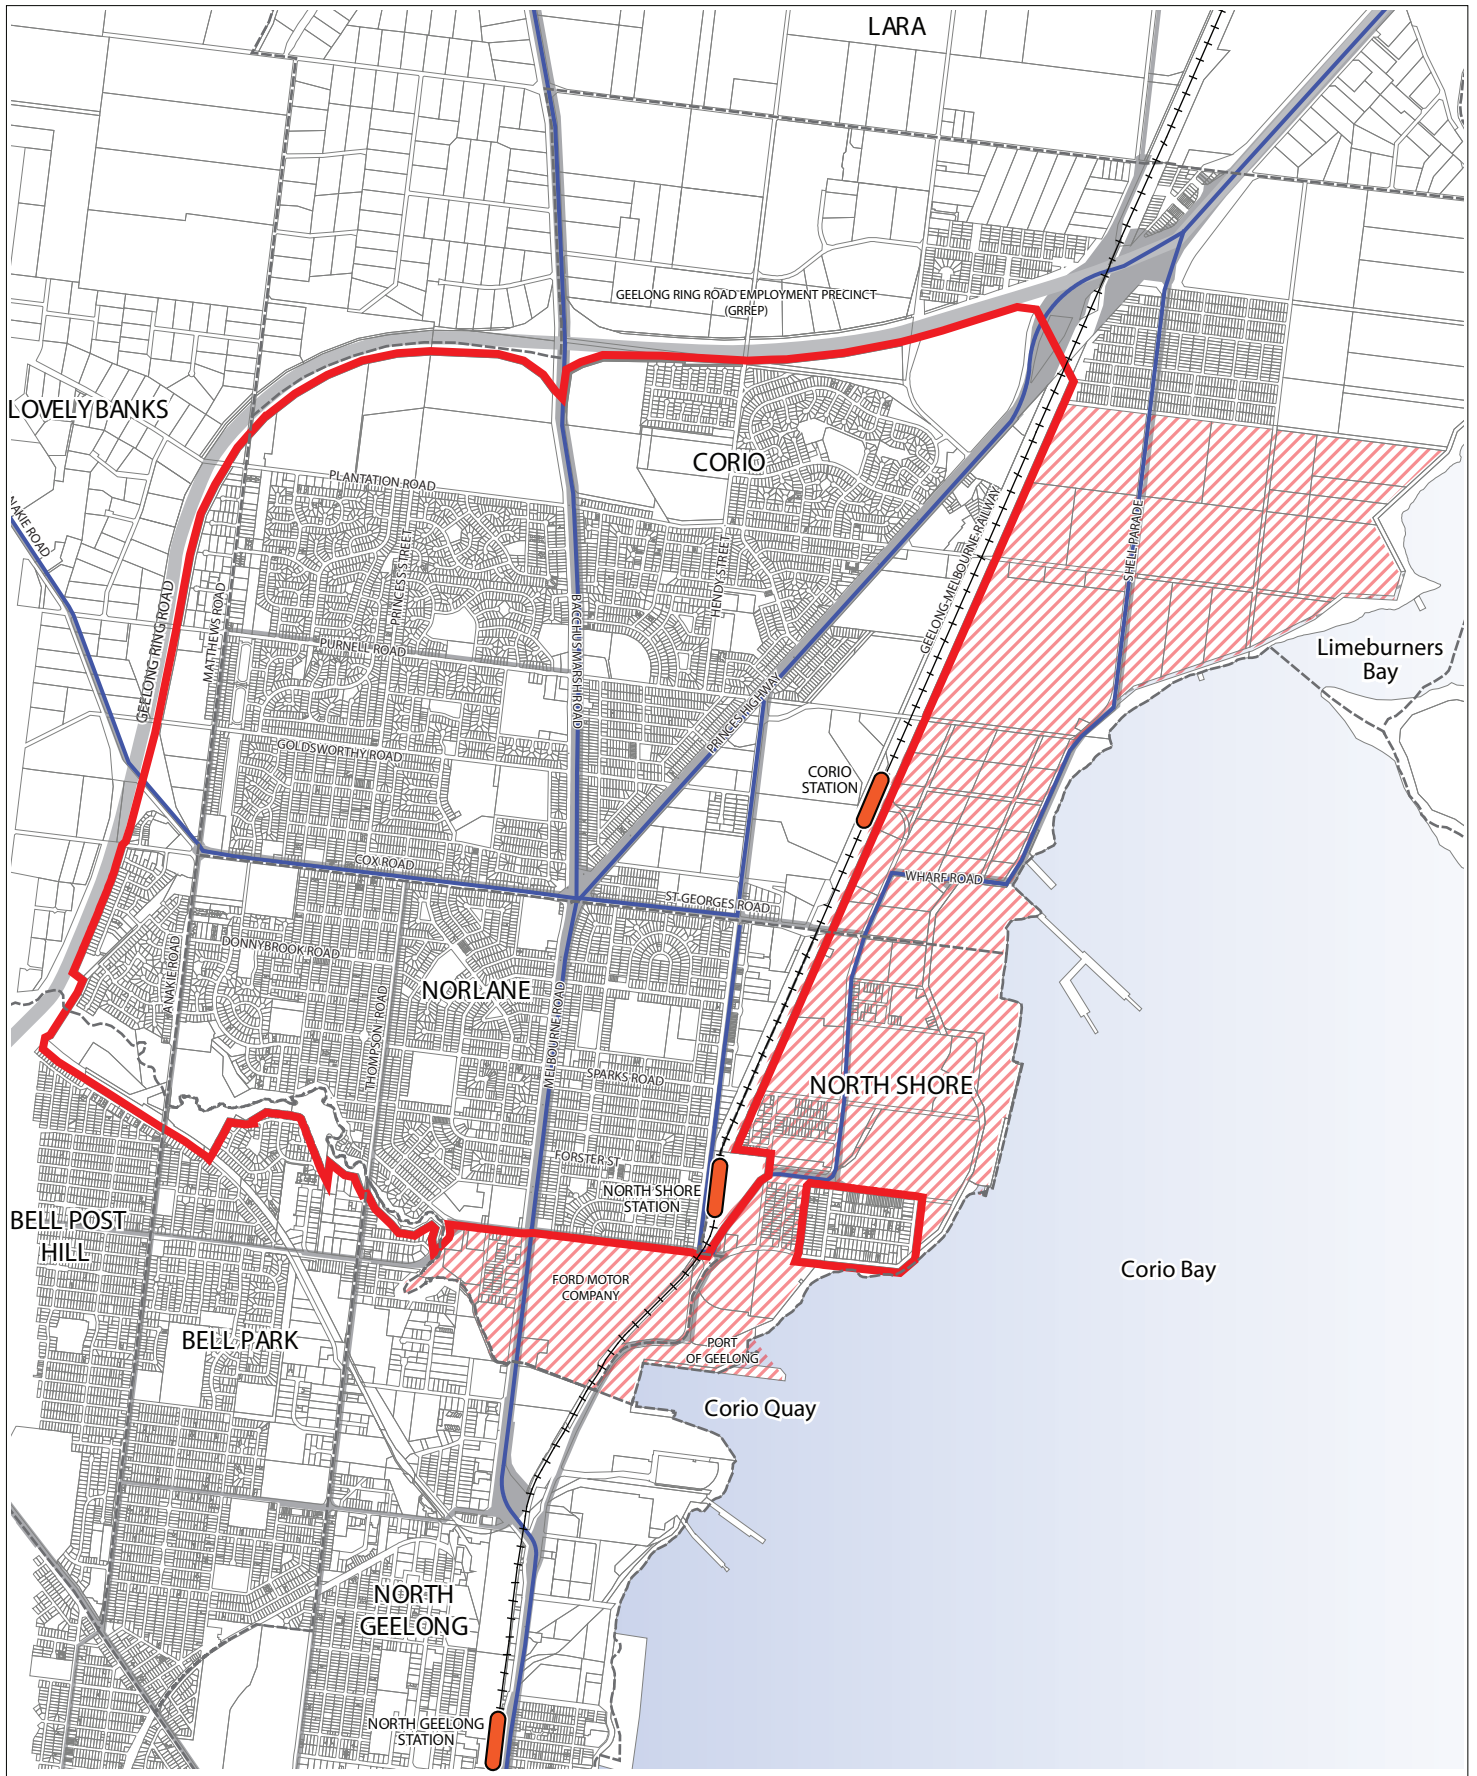 LARA
GEELONG RING ROAD EMPLOYMENT PRECINCT
(GRREP)
LOVELY BANKS
CORIO
PLANTATION ROAD
NAKIE ROAD
PRINCESS STREET
HENDY STREET
GEELONG-MELBOURNE RAILWAY
SHELL PARADE
GEELONG RING ROAD
MATTHEWS ROAD
BACCHUS MARSH ROAD
PURNELL ROAD
Limeburners
Bay
PRINCES HIGHWAY
GOLDSWORTHY ROAD
CORIO
STATION
COX ROAD
WHARF ROAD
ST GEORGES ROAD
DONNYBROOK ROAD
ANAKIE ROAD
NORLANE
THOMPSON ROAD
MELBOURNE ROAD
SPARKS ROAD
NORTH SHORE
FORSTER ST
NORTH SHORE
STATION
BELL POST
HILL
FORD MOTOR
COMPANY
Corio Bay
BELL PARK
PORT
OF GEELONG
Corio Quay
NORTH
GEELONG
NORTH GEELONG
STATION